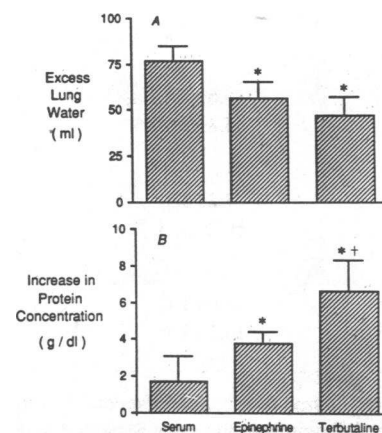 A
100
75
50
25
0
Excess
Lung
Water
( ml )
*
*
B
10
8
6
4
2
0
Increase in
Protein
Concentration
( g / dl )
*
* +
Serum Epinephrine Terbutaline